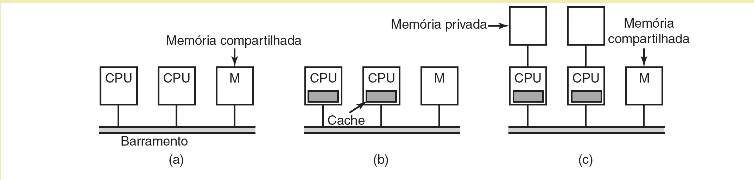 Memória privada
Memória
compartilhada
Memória compartilhada
CPU
CPU
M
CPU
CPU
M
CPU
CPU
M
Cache
Barramento
(a)
(b)
(c)